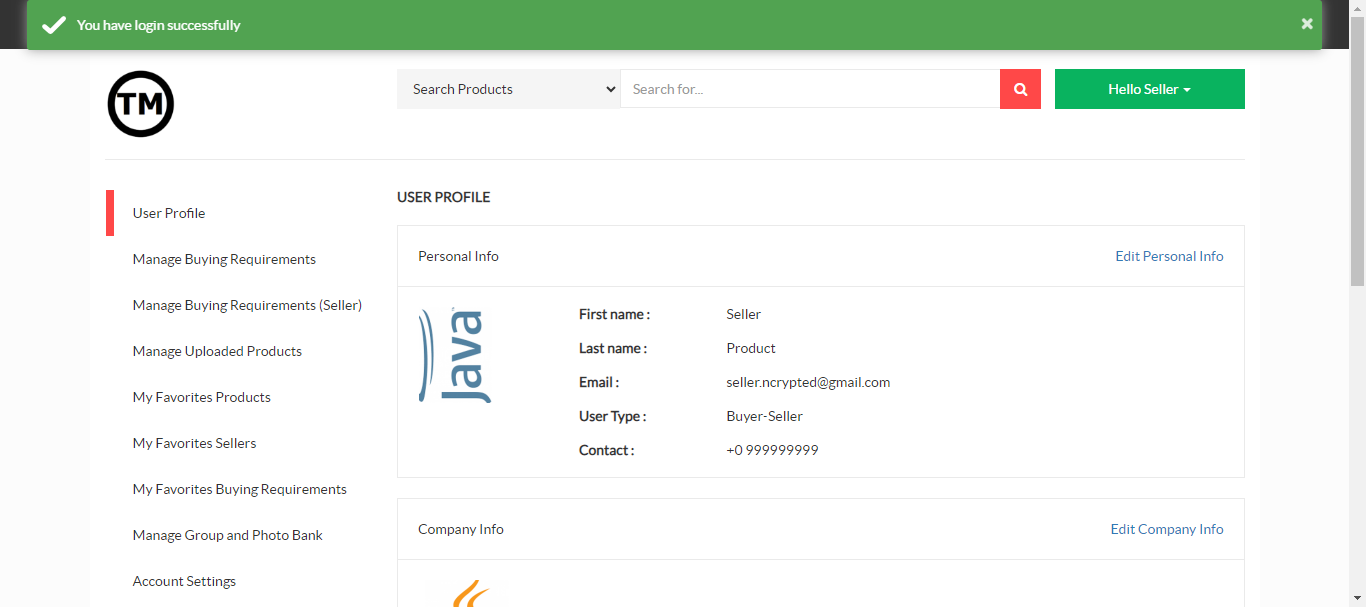 You have login successfully
×
TM
Search Products
Search for...
Hello Seller
User Profile
Manage Buying Requirements
Manage Buying Requirements (Seller)
Manage Uploaded Products
My Favorites Products
My Favorites Sellers
My Favorites Buying Requirements
Manage Group and Photo Bank
Account Settings
USER PROFILE
Personal Info
Edit Personal Info
Java
First name : Seller
Last name : Product
Email : seller.ncrypted@gmail.com
User Type : Buyer-Seller
Contact : +0 999999999
Company Info
Edit Company Info